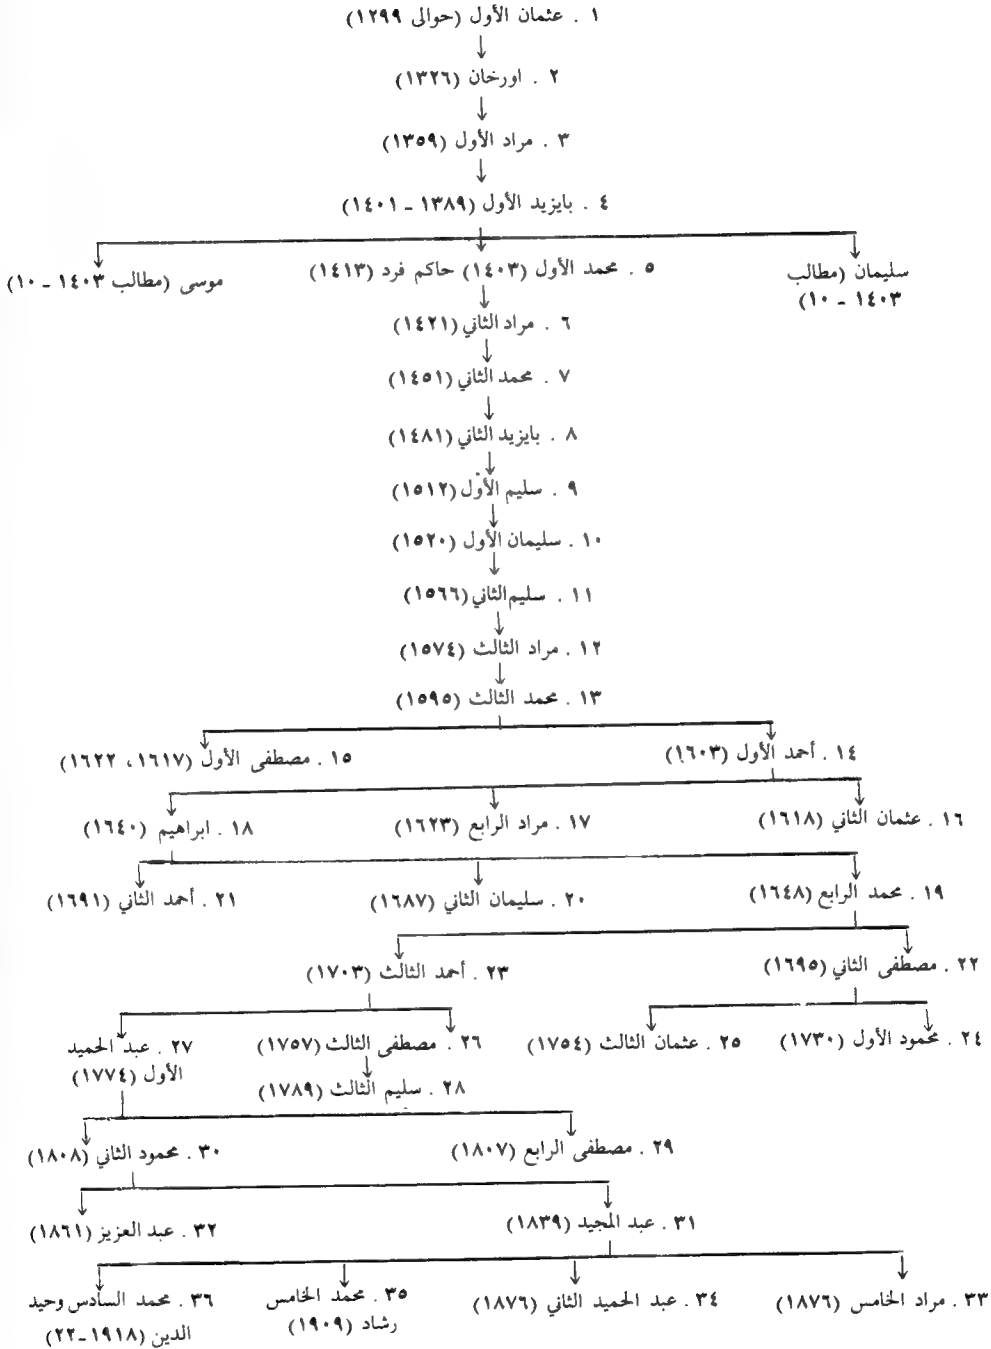 ١ . عثمان الأول (حوالى ١٢٩٩)
٢ . اورخان (١٣٢٦)
٣ . مراد الأول (١٣٥٩)
٤ . بايزيد الأول (١٣٨٩ - ١٤٠١)
سليمان (مطالب
١٤٠٣ - ١٠)
٥ . محمد الأول (١٤٠٣) حاكم فرد (١٤١٣)
موسى (مطالب ١٤٠٣ - ١٠)
٦ . مراد الثاني (١٤٢١)
٧ . محمد الثاني (١٤٥١)
٨ . بايزيد الثاني (١٤٨١)
٩ . سليم الأول (١٥١٢)
١٠ . سليمان الأول (١٥٢٠)
١١ . سليم الثاني (١٥٦٦)
١٢ . مراد الثالث (١٥٧٤)
١٣ . محمد الثالث (١٥٩٥)
١٤ . أحمد الأول (١٦٠٣)
١٥ . مصطفى الأول (١٦١٧، ١٦٢٢)
١٦ . عثمان الثاني (١٦١٨)
١٧ . مراد الرابع (١٦٢٣)
١٨ . ابراهيم (١٦٤٠)
١٩ . محمد الرابع (١٦٤٨)
٢٠ . سليمان الثاني (١٦٨٧)
٢١ . أحمد الثاني (١٦٩١)
٢٢ . مصطفى الثاني (١٦٩٥)
٢٣ . أحمد الثالث (١٧٠٣)
٢٤ . محمود الأول (١٧٣٠)
٢٥ . عثمان الثالث (١٧٥٤)
٢٦ . مصطفى الثالث (١٧٥٧)
٢٧ . عبد الحميد
الأول (١٧٧٤)
٢٨ . سليم الثالث (١٧٨٩)
٢٩ . مصطفى الرابع (١٨٠٧)
٣٠ . محمود الثاني (١٨٠٨)
٣١ . عبد المجيد (١٨٣٩)
٣٢ . عبد العزيز (١٨٦١)
٣٣ . مراد الخامس (١٨٧٦)
٣٤ . عبد الحميد الثاني (١٨٧٦)
٣٥ . محمد الخامس
رشاد (١٩٠٩)
٣٦ . محمد السادس وحيد
الدين (١٩١٨-٢٢)